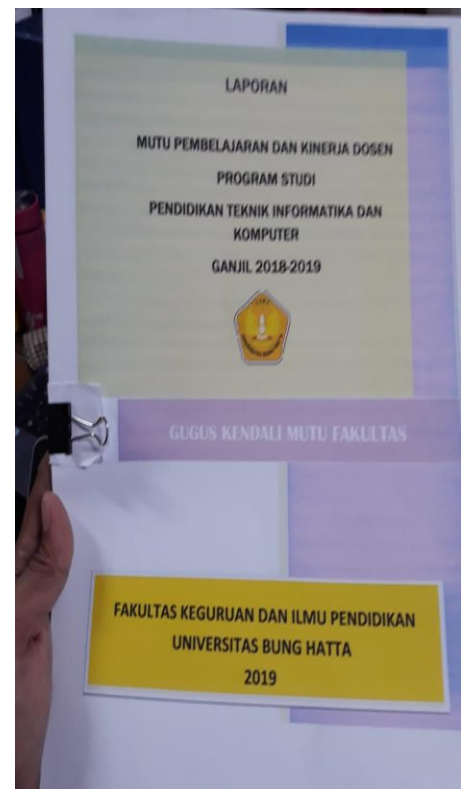 LAPORAN
MUTU PEMBELAJARAN DAN KINERJA DOSEN
PROGRAM STUDI
PENDIDIKAN TEKNIK INFORMATIKA DAN
KOMPUTER
GANJIL 2018-2019
GUGUS KENDALI MUTU FAKULTAS
FAKULTAS KEGURUAN DAN ILMU PENDIDIKAN
UNIVERSITAS BUNG HATTA
2019